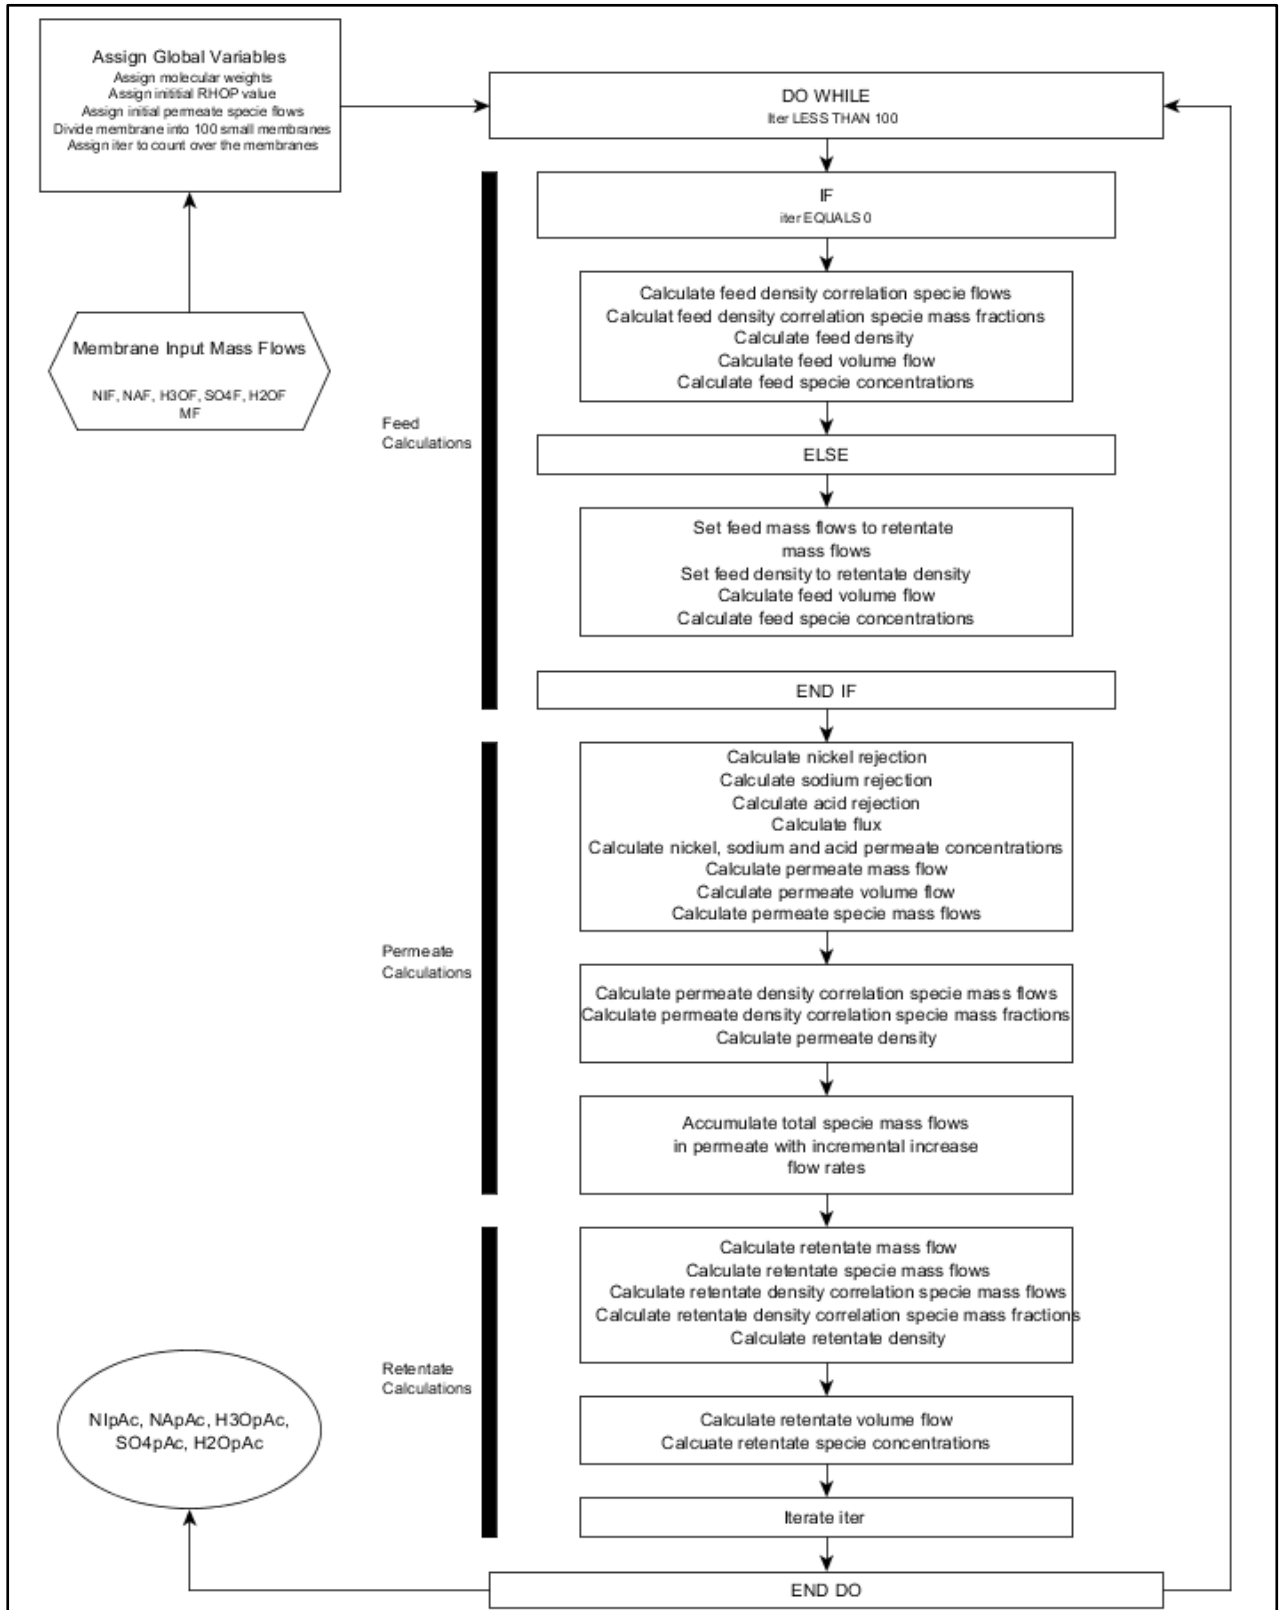 Assign Global Variables
Assign molecular weights
Assign inititial RHOP value
Assign initial permeate specie flows
Divide membrane into 100 small membranes
Assign iter to count over the membranes
Membrane Input Mass Flows
NIF, NAF, H3OF, SO4F, H2OF
MF
DO WHILE
Iter LESS THAN 100
IF
iter EQUALS 0
Calculate feed density correlation specie flows
Calculat feed density correlation specie mass fractions
Calculate feed density
Calculate feed volume flow
Calculate feed specie concentrations
Feed
Calculations
ELSE
Set feed mass flows to retentate
mass flows
Set feed density to retentate density
Calculate feed volume flow
Calculate feed specie concentrations
END IF
Calculate nickel rejection
Calculate sodium rejection
Calculate acid rejection
Calculate flux
Calculate nickel, sodium and acid permeate concentrations
Calculate permeate mass flow
Calculate permeate volume flow
Calculate permeate specie mass flows
Permeate
Calculations
Calculate permeate density correlation specie mass flows
Calculate permeate density correlation specie mass fractions
Calculate permeate density
Accumulate total specie mass flows
in permeate with incremental increase
flow rates
Calculate retentate mass flow
Calculate retentate specie mass flows
Calculate retentate density correlation specie mass flows
Calculate retentate density correlation specie mass fractions
Calculate retentate density
Retentate
Calculations
Calculate retentate volume flow
Calcuate retentate specie concentrations
Iterate iter
END DO
NIpAc, NApAc, H3OpAc,
SO4pAc, H2OpAc